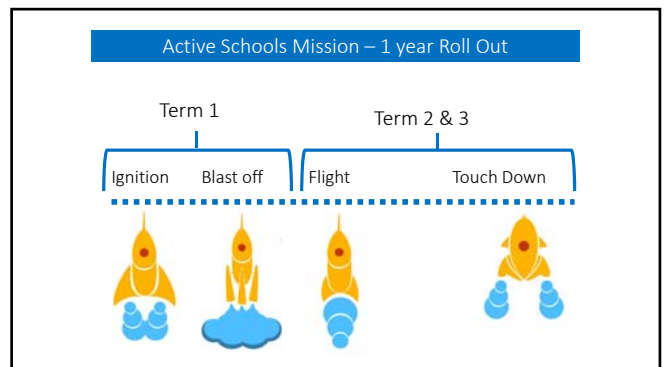 Active Schools Mission – 1 year Roll Out
Term 1
Term 2 & 3
Ignition Blast off Flight Touch Down